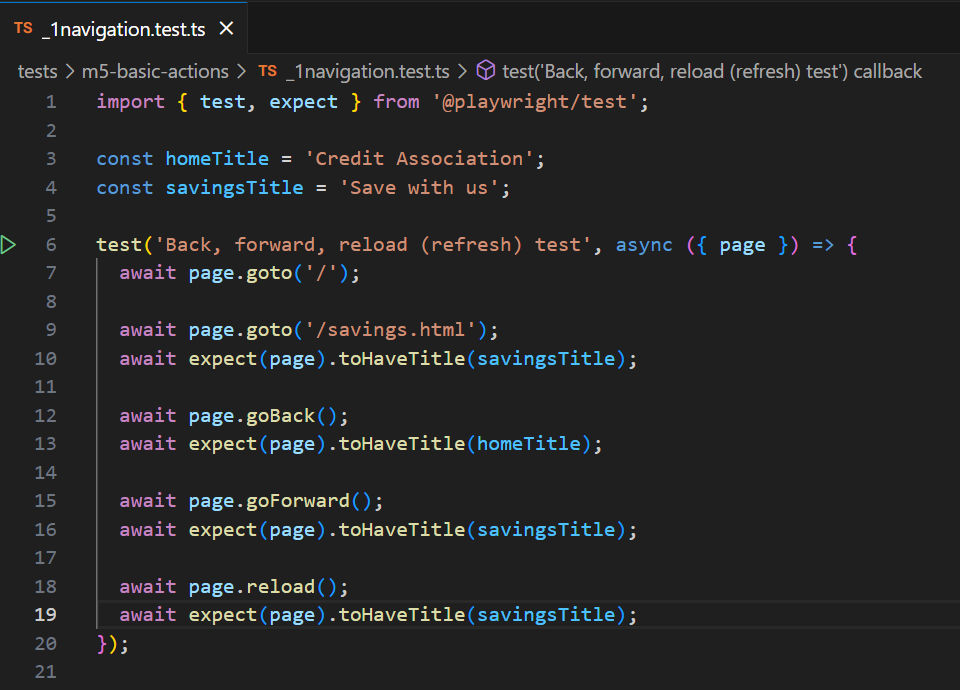 TS _1navigation.test.ts ×
tests > m5-basic-actions > TS _1navigation.test.ts > test('Back, forward, reload (refresh) test') callback
1 import { test, expect } from '@playwright/test';
2
3 const homeTitle = 'Credit Association';
4 const savingsTitle = 'Save with us';
5
6 test('Back, forward, reload (refresh) test', async ({ page }) => {
7   await page.goto('/');
8
9   await page.goto('/savings.html');
10   await expect(page).toHaveTitle(savingsTitle);
11
12   await page.goBack();
13   await expect(page).toHaveTitle(homeTitle);
14
15   await page.goForward();
16   await expect(page).toHaveTitle(savingsTitle);
17
18   await page.reload();
19   await expect(page).toHaveTitle(savingsTitle);
20 });
21